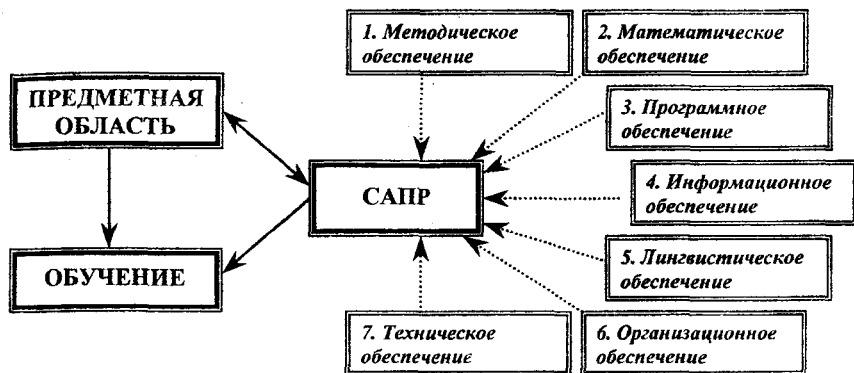 1. Методическое
обеспечение
2. Математическое
обеспечение
ПРЕДМЕТНАЯ
ОБЛАСТЬ
3. Программное
обеспечение
САПР
4. Информационное
обеспечение
ОБУЧЕНИЕ
5. Лингвистическое
обеспечение
7. Техническое
обеспечение
6. Организационное
обеспечение